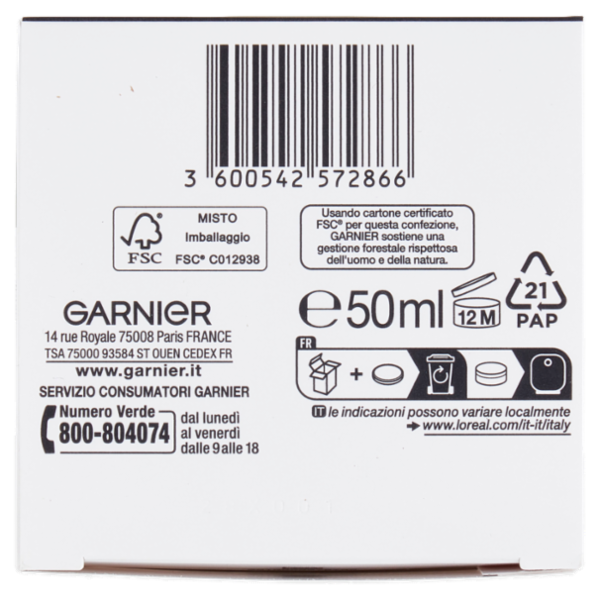 3 600542 572866
MISTO
Imballaggio
FSC® C012938
FSC
Usando cartone certificato
FSC® per questa confezione,
GARNIER sostiene una
gestione forestale rispettosa
dell'uomo e della natura.
GARNIER
14 rue Royale 75008 Paris FRANCE
TSA 75000 93584 ST OUEN CEDEX FR
www.garnier.it
SERVIZIO CONSUMATORI GARNIER
Numero Verde
800-804074
dal lunedì
al venerdì
dalle 9 alle 18
℮50ml
12 M
21
PAP
FR
+
IT le indicazioni possono variare localmente
→ www.loreal.com/it-it/italy